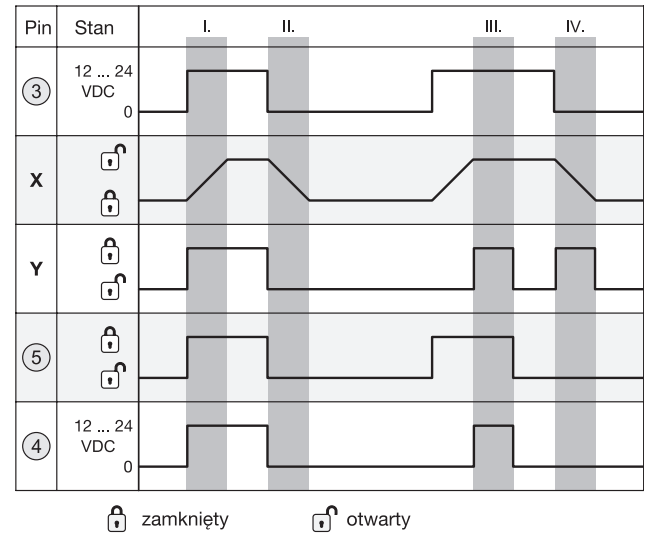 Pin Stan I. II. III. IV.
3 12 ... 24 VDC 0
X
Y
5
4 12 ... 24 VDC 0
zamknięty otwarty